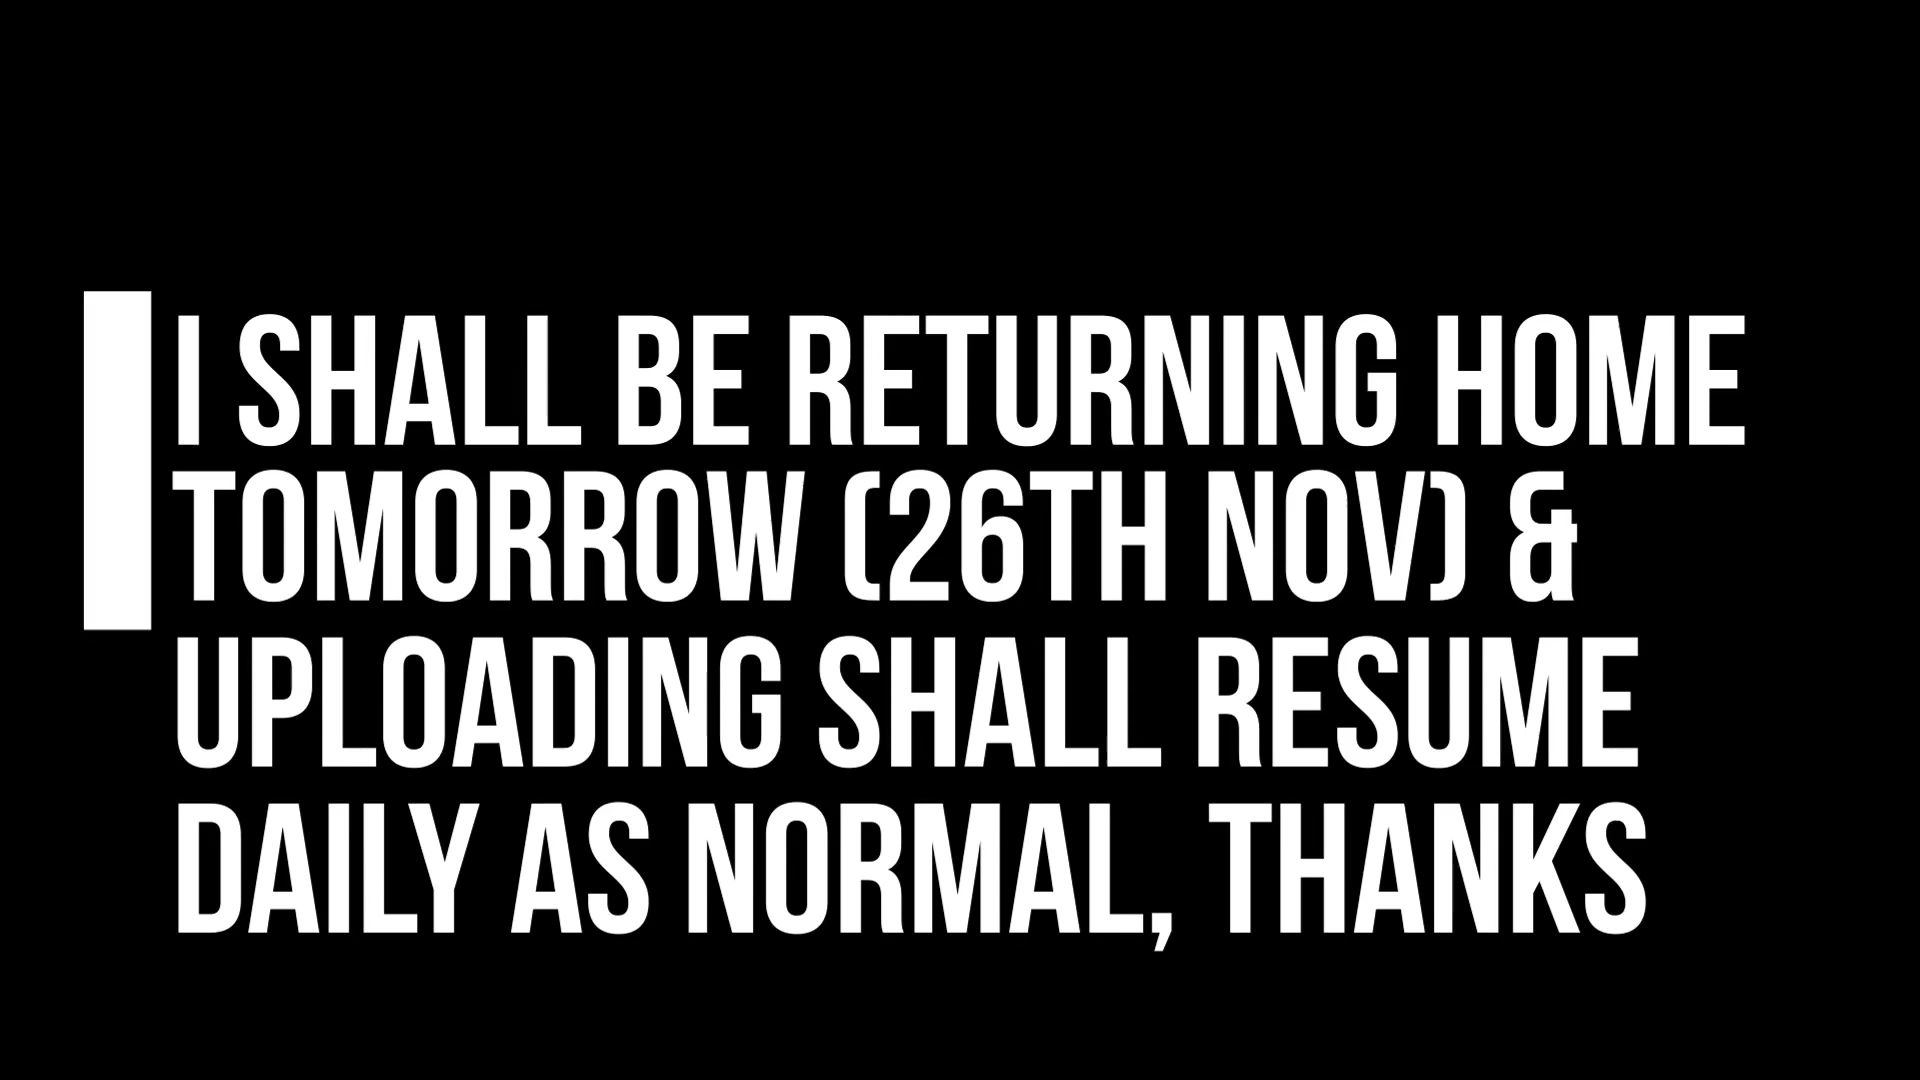 I SHALL BE RETURNING HOME
TOMORROW (26TH NOV) &
UPLOADING SHALL RESUME
DAILY AS NORMAL, THANKS